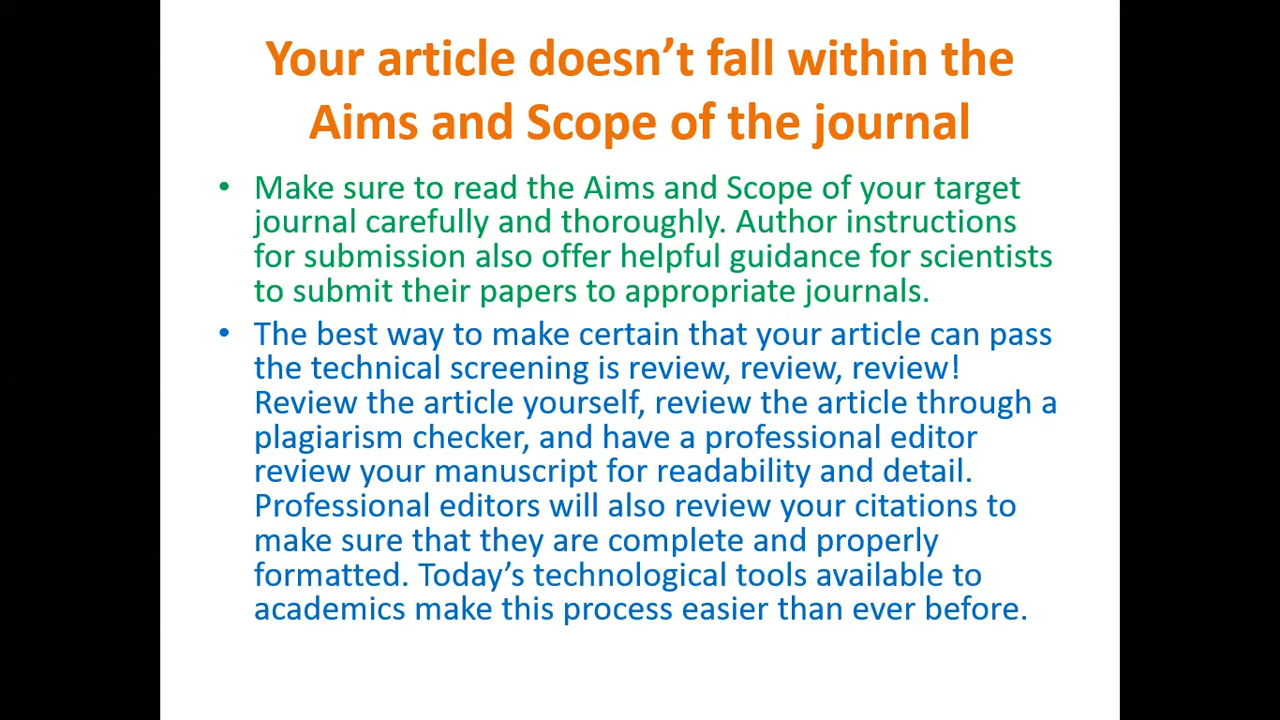 Your article doesn’t fall within the
Aims and Scope of the journal
• Make sure to read the Aims and Scope of your target
journal carefully and thoroughly. Author instructions
for submission also offer helpful guidance for scientists
to submit their papers to appropriate journals.
• The best way to make certain that your article can pass
the technical screening is review, review, review!
Review the article yourself, review the article through a
plagiarism checker, and have a professional editor
review your manuscript for readability and detail.
Professional editors will also review your citations to
make sure that they are complete and properly
formatted. Today’s technological tools available to
academics make this process easier than ever before.